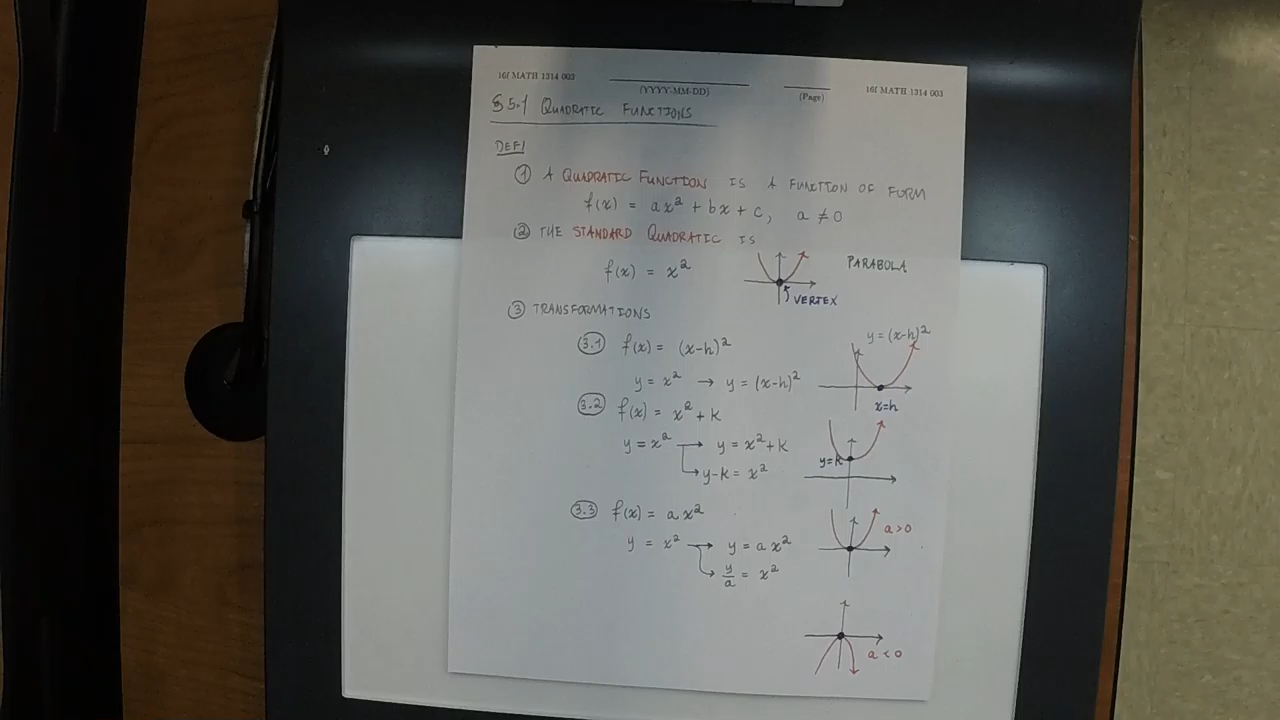 16f MATH 1314 003 (YYYY-MM-DD) (Page) 16f MATH 1314 003
§ 5.1 QUADRATIC FUNCTIONS
DEF/
① A QUADRATIC FUNCTION IS A FUNCTION OF FORM
f(x) = ax² + bx + c, a ≠ 0
② THE STANDARD QUADRATIC IS
f(x) = x² PARABOLA
VERTEX
③ TRANSFORMATIONS
3.1 f(x) = (x-h)² y = (x-h)²
y = x² → y = (x-h)²
x=h
3.2 f(x) = x² + k
y = x² → y = x² + k
y=k
↳ y-k = x²
3.3 f(x) = a x²
a>0
y = x² → y = a x²
↳ y/a = x²
a<0